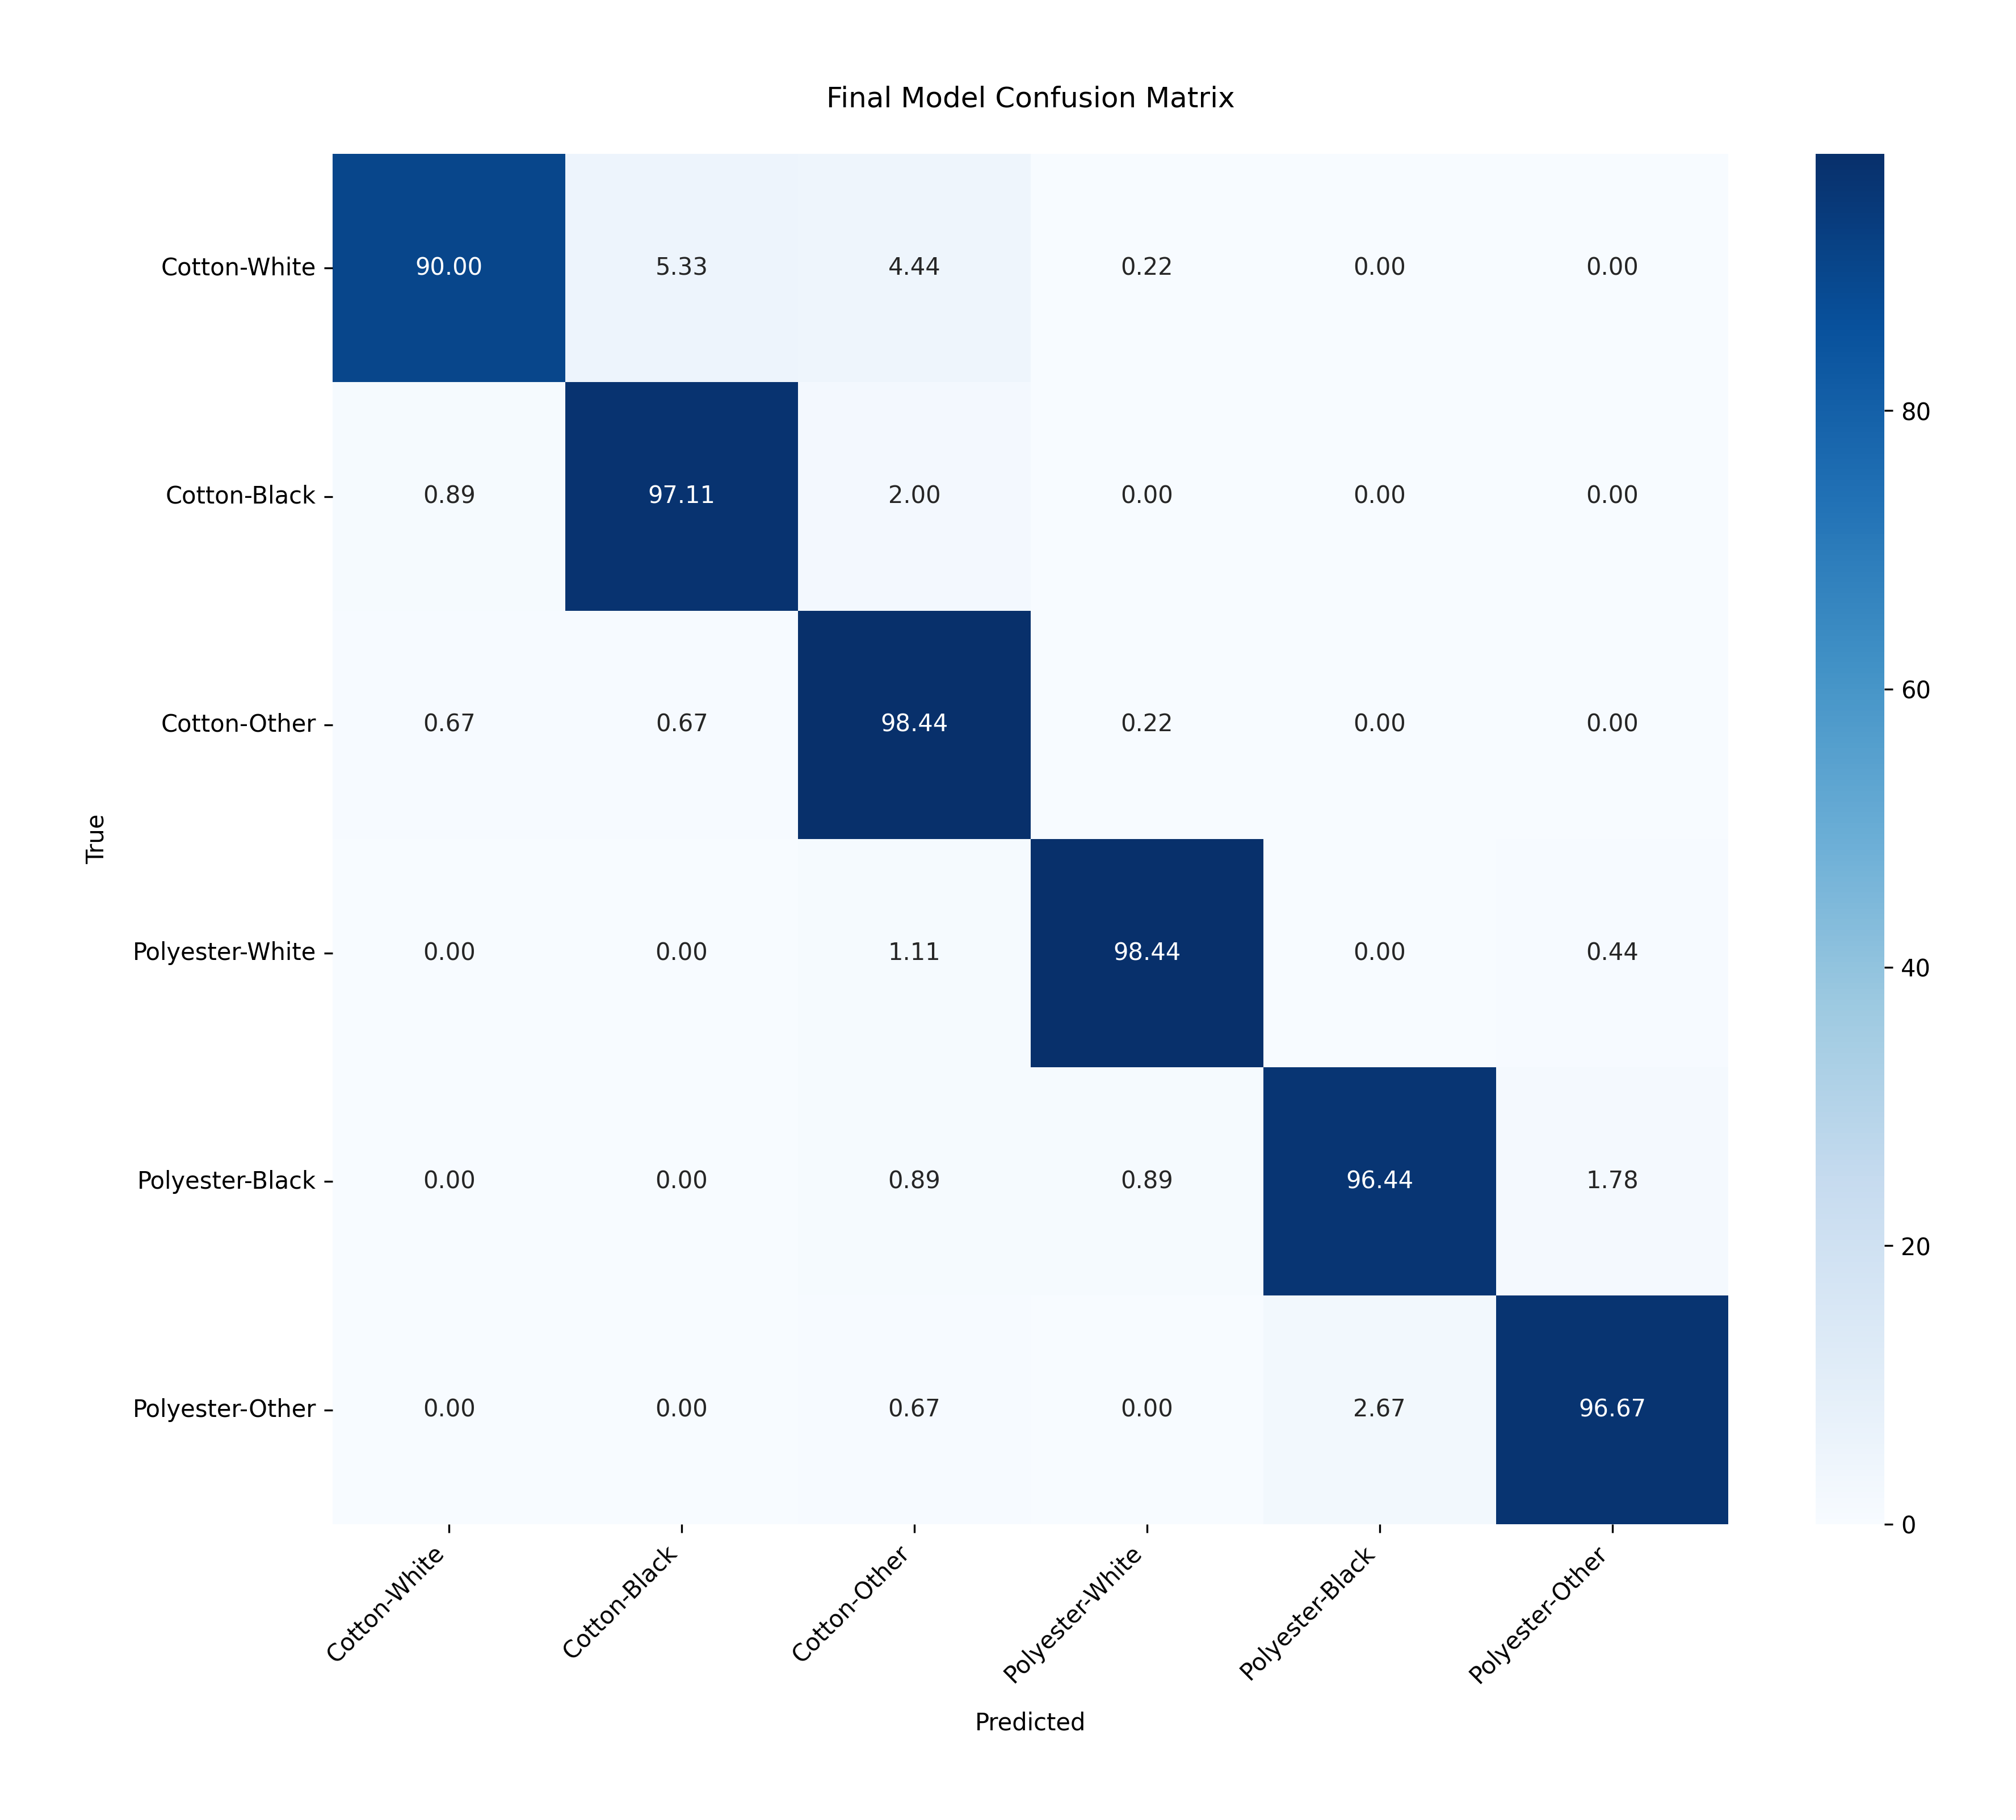 Final Model Confusion Matrix
Cotton-White 90.00 5.33 4.44 0.22 0.00 0.00
80
Cotton-Black 0.89 97.11 2.00 0.00 0.00 0.00
60
Cotton-Other 0.67 0.67 98.44 0.22 0.00 0.00
True
Polyester-White 0.00 0.00 1.11 98.44 0.00 0.44
40
Polyester-Black 0.00 0.00 0.89 0.89 96.44 1.78
20
Polyester-Other 0.00 0.00 0.67 0.00 2.67 96.67
0
Cotton-White Cotton-Black Cotton-Other Polyester-White Polyester-Black Polyester-Other
Predicted